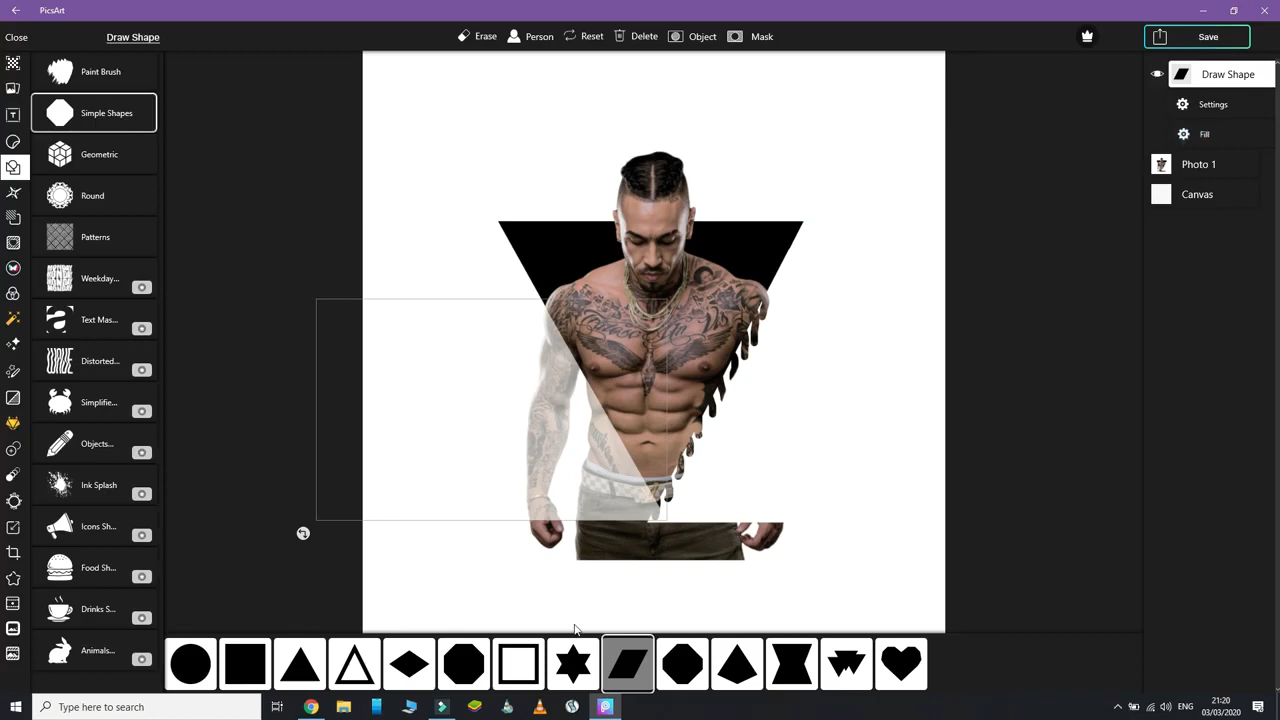 PicsArt
Close
Draw Shape
Erase
Person
Reset
Delete
Object
Mask
Save
Paint Brush
Simple Shapes
Geometric
Round
Patterns
Weekday...
Text Mas...
Distorted...
Simplifie...
Objects...
Ink Splash
Icons Sh...
Food Sh...
Drinks S...
Animals...
Draw Shape
Settings
Fill
Photo 1
Canvas
Type here to search
ENG
21:20
03/03/2020